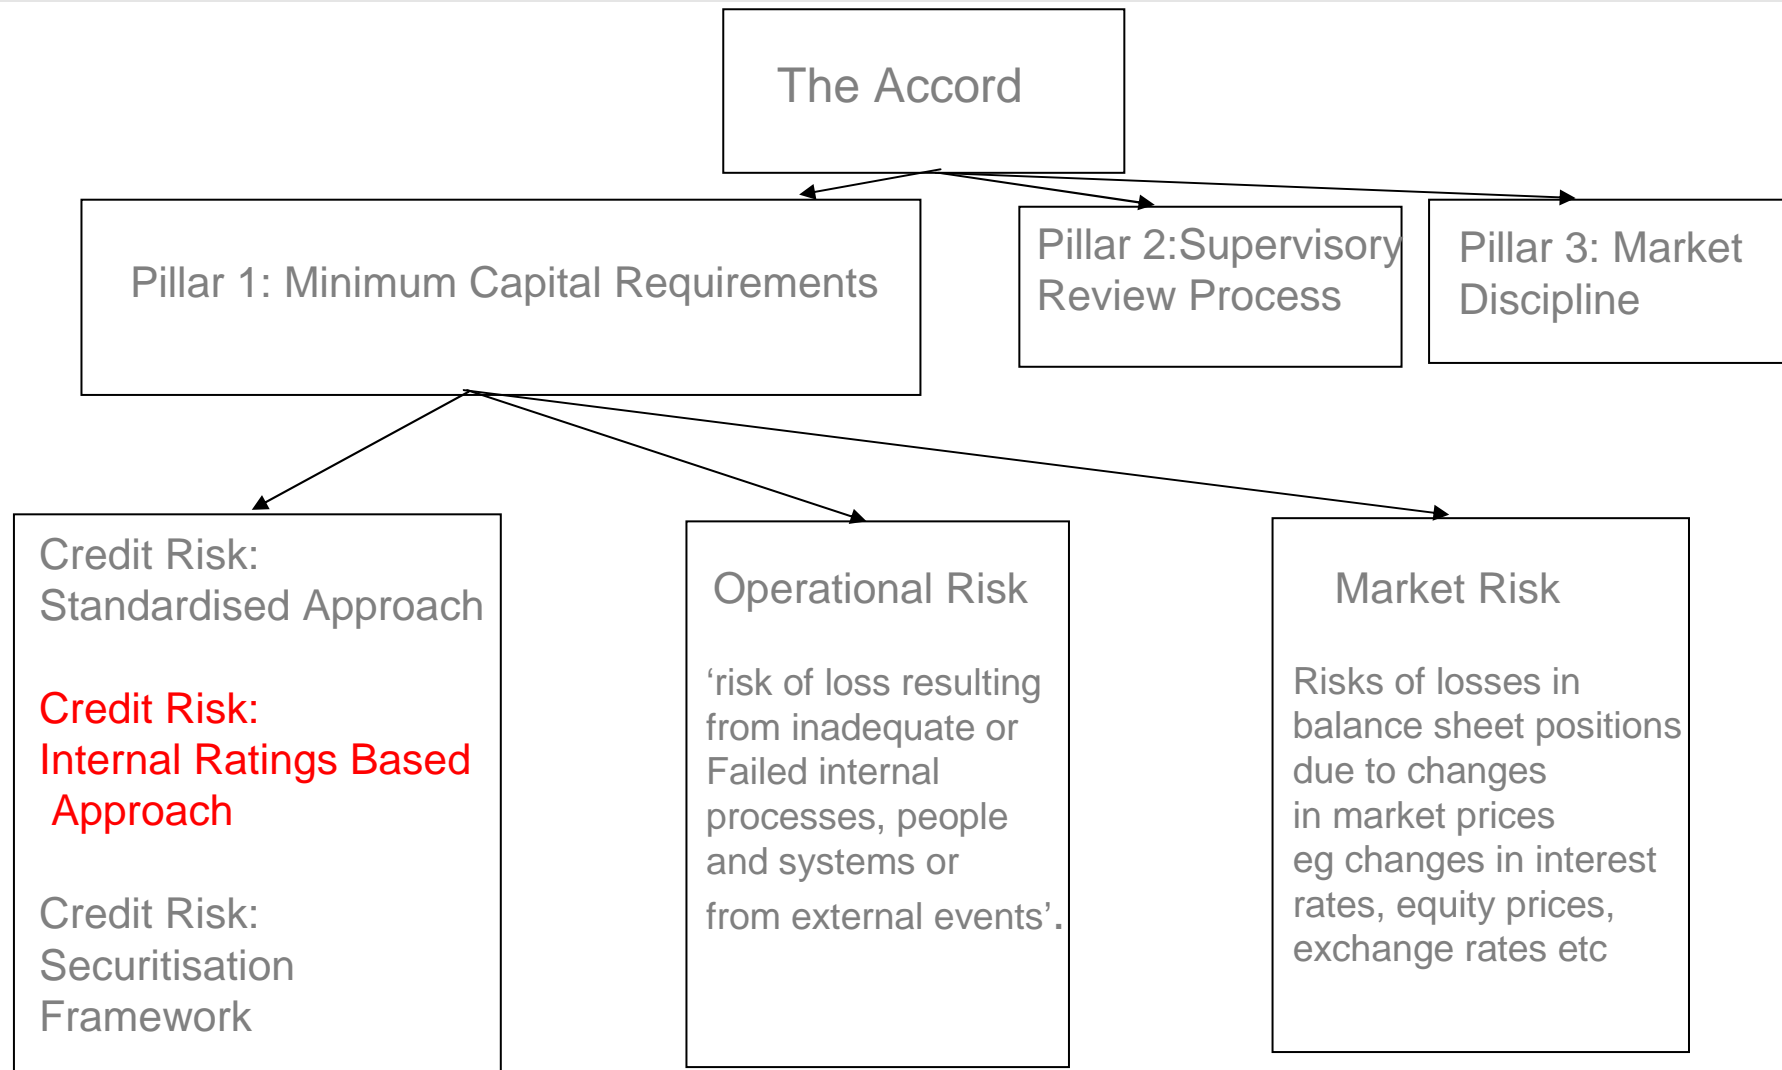 The Accord
Pillar 1: Minimum Capital Requirements
Pillar 2:Supervisory
Review Process
Pillar 3: Market
Discipline
Credit Risk:
Standardised Approach
Credit Risk:
Internal Ratings Based
Approach
Credit Risk:
Securitisation
Framework
Operational Risk
‘risk of loss resulting
from inadequate or
Failed internal
processes, people
and systems or
from external events’.
Market Risk
Risks of losses in
balance sheet positions
due to changes
in market prices
eg changes in interest
rates, equity prices,
exchange rates etc